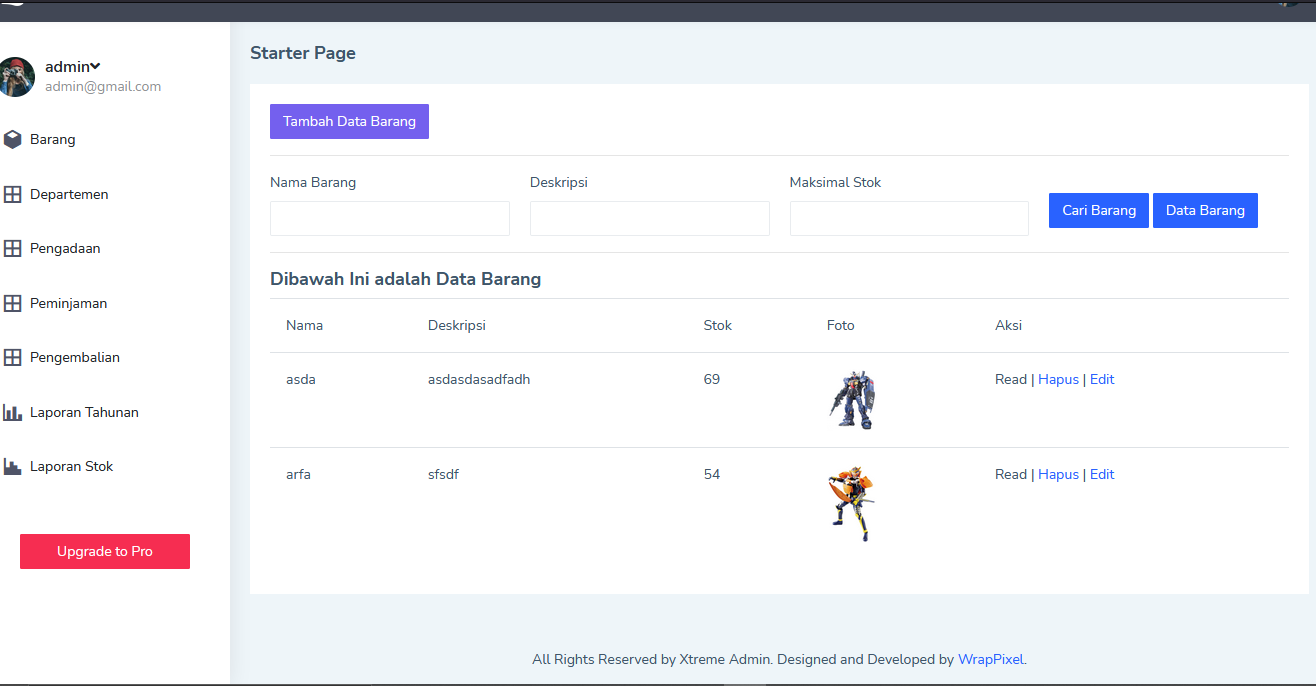 admin
admin@gmail.com
Barang
Departemen
Pengadaan
Peminjaman
Pengembalian
Laporan Tahunan
Laporan Stok
Upgrade to Pro
Starter Page
Tambah Data Barang
Nama Barang Deskripsi Maksimal Stok
Cari Barang Data Barang
Dibawah Ini adalah Data Barang
Nama Deskripsi Stok Foto Aksi
asda asdasdasadfadh 69 Read | Hapus | Edit
arfa sfsdf 54 Read | Hapus | Edit
All Rights Reserved by Xtreme Admin. Designed and Developed by WrapPixel.